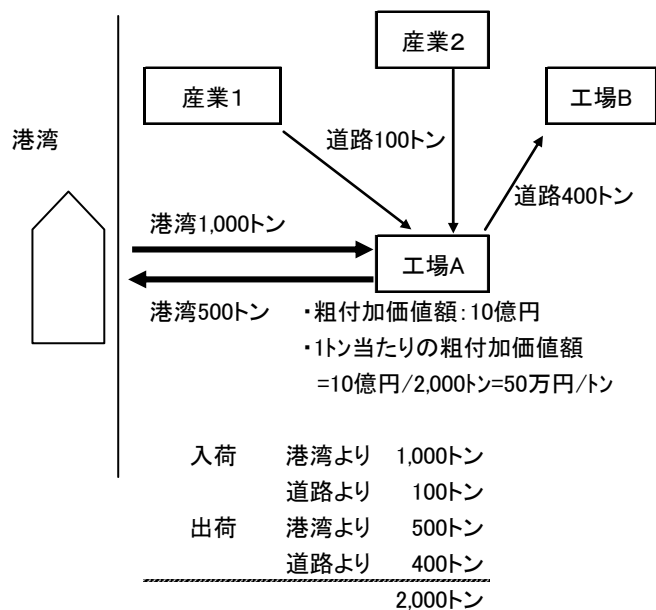 産業2
産業1
工場B
港湾
道路100トン
道路400トン
港湾1,000トン
工場A
港湾500トン
・粗付加価値額：10億円
・1トン当たりの粗付加価値額
=10億円/2,000トン=50万円/トン
入荷 港湾より 1,000トン
道路より 100トン
出荷 港湾より 500トン
道路より 400トン
2,000トン